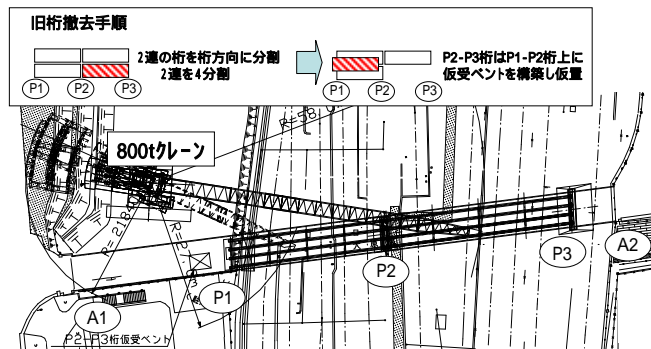 旧桁撤去手順
2連の桁を桁方向に分割
2連を4分割
P2-P3桁はP1-P2桁上に
仮受ベントを構築し仮置
P1
P2
P3
P1
P2
P3
800tクレーン
P1
P2
P3
A2
A1
P2-P3桁仮受ベント